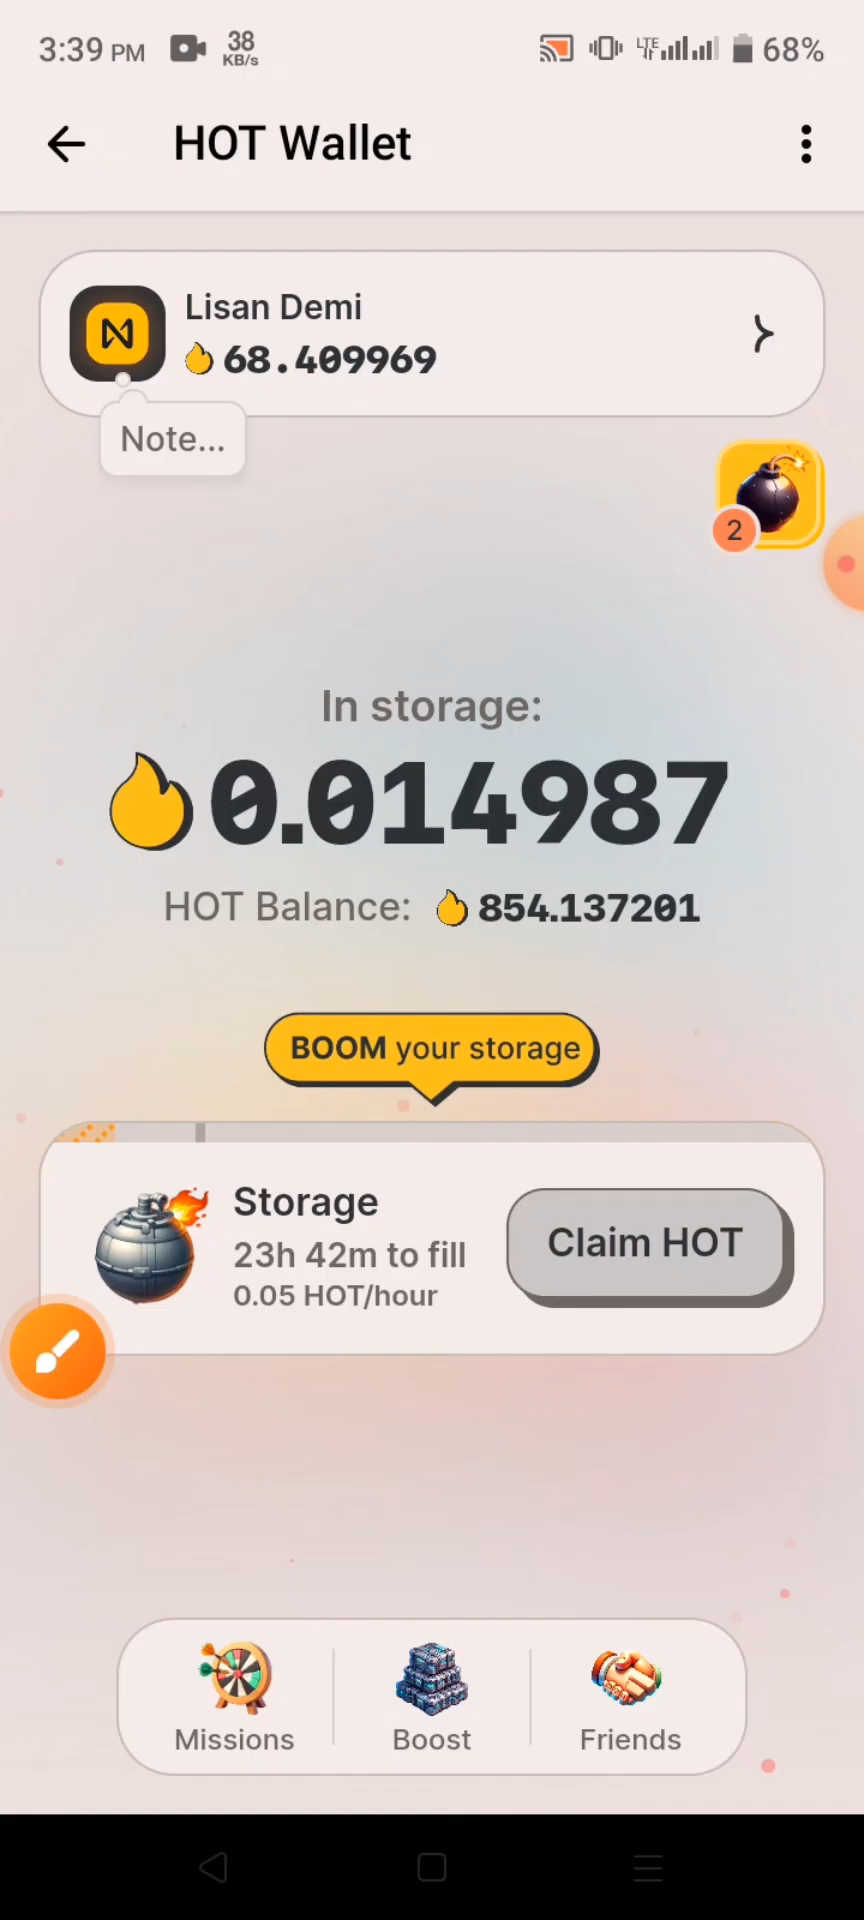 3:39 PM 38 KB/s LTE 68%
HOT Wallet
Lisan Demi
68.409969
Note...
2
In storage:
0.014987
HOT Balance: 854.137201
BOOM your storage
Storage
23h 42m to fill
0.05 HOT/hour
Claim HOT
Missions
Boost
Friends